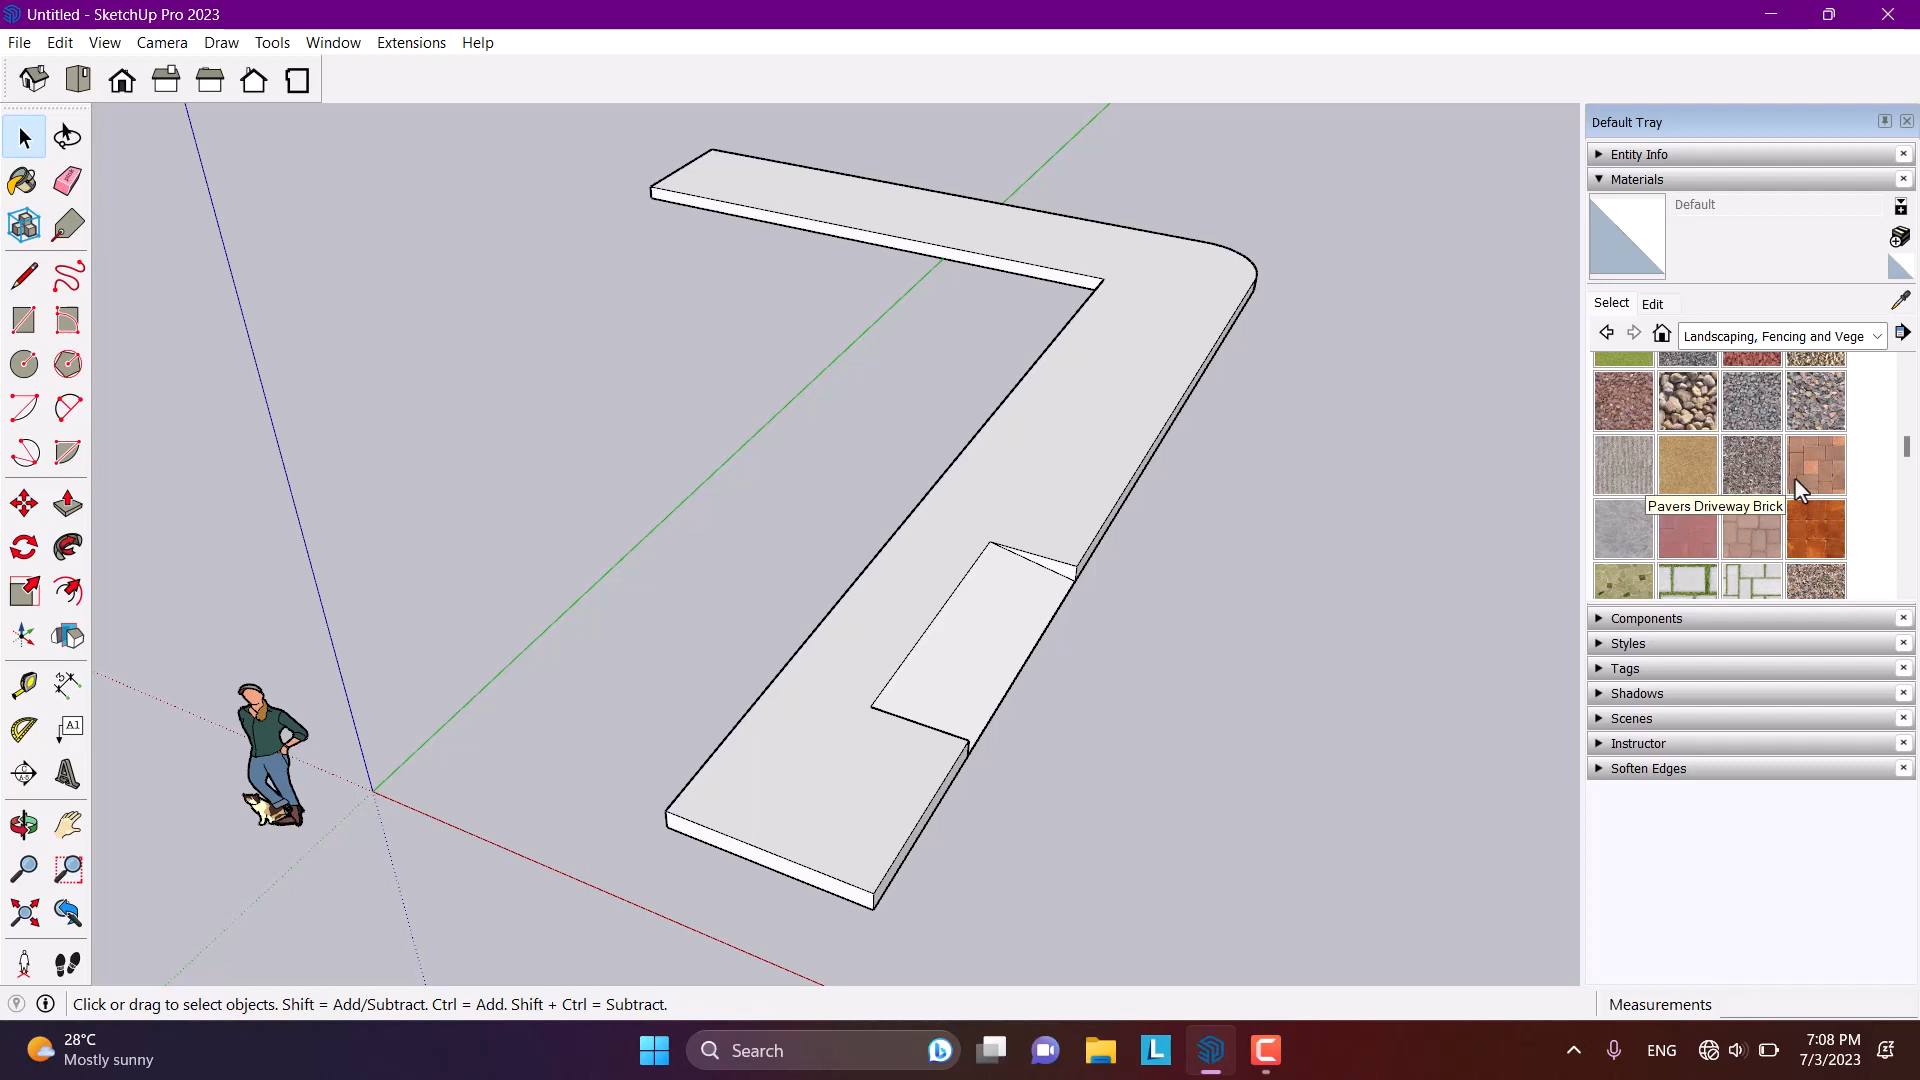 Untitled - SketchUp Pro 2023
File Edit View Camera Draw Tools Window Extensions Help
Default Tray
Entity Info
Materials
Default
Select Edit
Landscaping, Fencing and Vege
Pavers Driveway Brick
Components
Styles
Tags
Shadows
Scenes
Instructor
Soften Edges
A1
Click or drag to select objects. Shift = Add/Subtract. Ctrl = Add. Shift + Ctrl = Subtract.
Measurements
28°C
Mostly sunny
Search
L
C
ENG
7:08 PM
7/3/2023